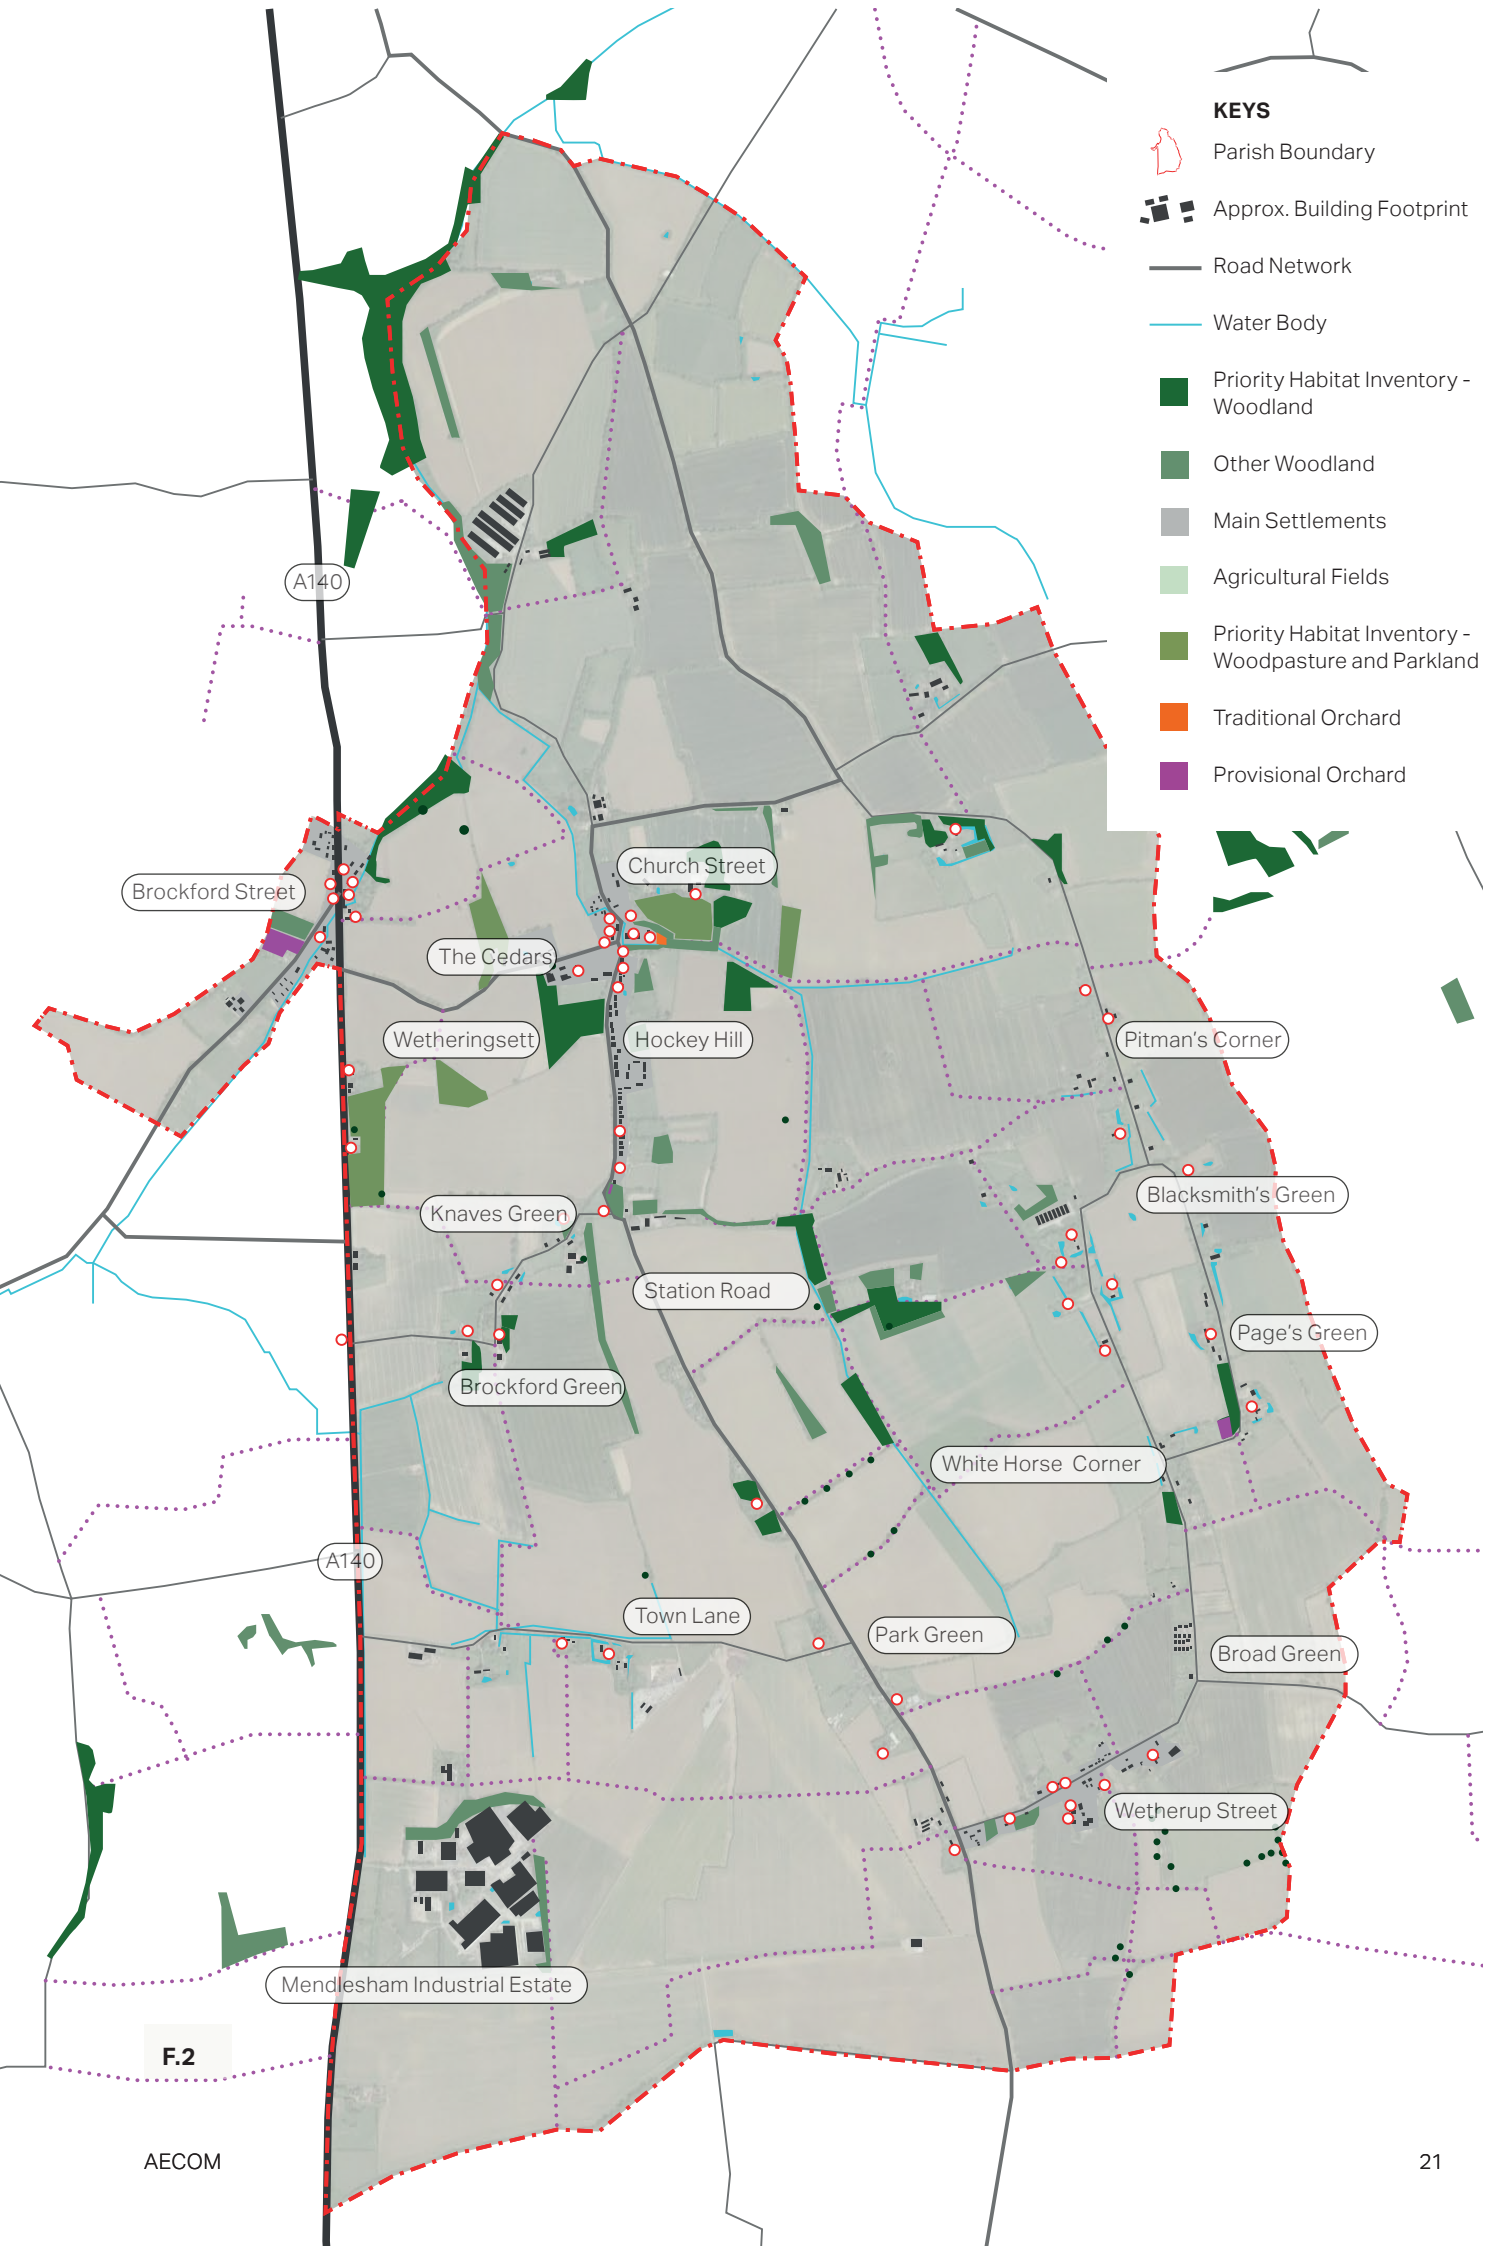 KEYS
Parish Boundary
Approx. Building Footprint
Road Network
Water Body
Priority Habitat Inventory -
Woodland
Other Woodland
Main Settlements
Agricultural Fields
Priority Habitat Inventory -
Woodpasture and Parkland
Traditional Orchard
Provisional Orchard
A140
Church Street
Brockford Street
The Cedars
Wetheringsett
Hockey Hill
Pitman's Corner
Blacksmith's Green
Knaves Green
Station Road
Page's Green
Brockford Green
White Horse Corner
A140
Town Lane
Park Green
Broad Green
Wetherup Street
Mendlesham Industrial Estate
F.2
AECOM
21